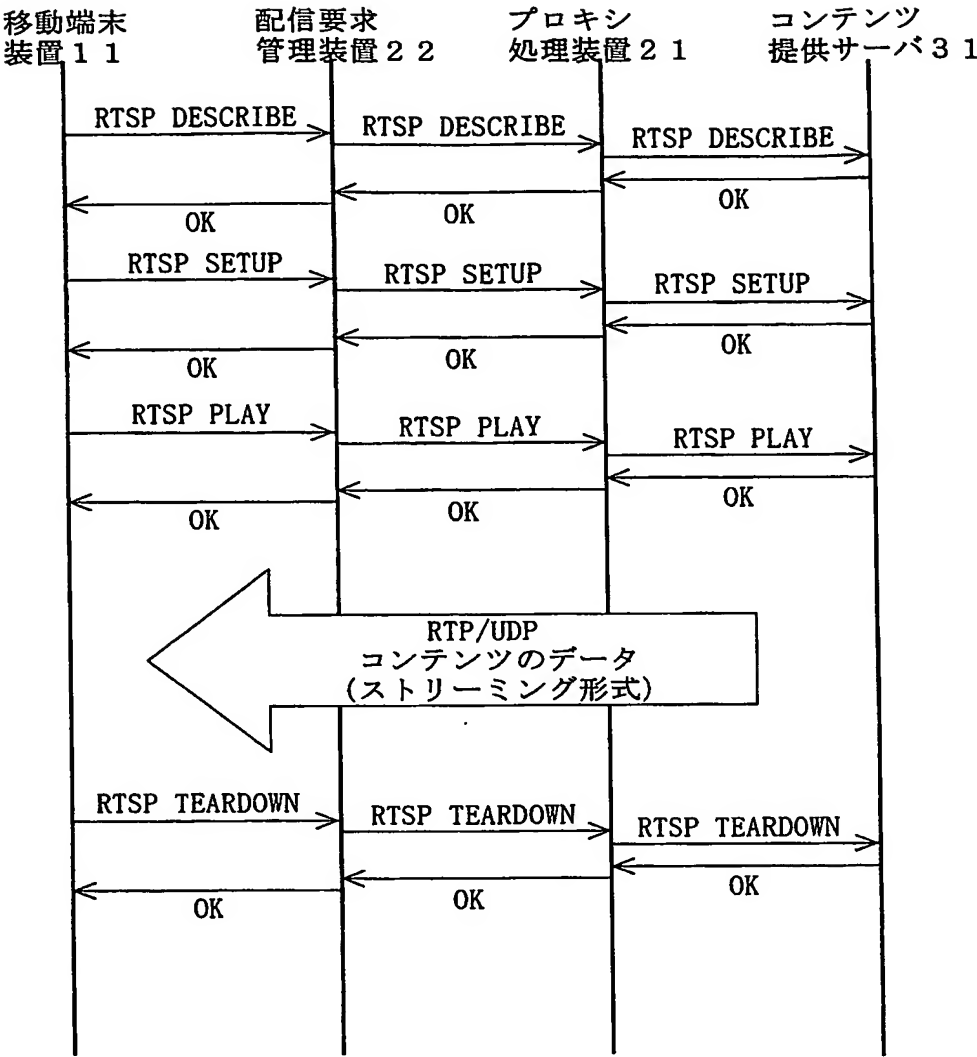 移動端末
装置11
配信要求
管理装置22
プロキシ
処理装置21
コンテンツ
提供サーバ31
RTSP DESCRIBE
RTSP DESCRIBE
RTSP DESCRIBE
OK
OK
OK
RTSP SETUP
RTSP SETUP
RTSP SETUP
OK
OK
OK
RTSP PLAY
RTSP PLAY
RTSP PLAY
OK
OK
OK
RTP/UDP
コンテンツのデータ
(ストリーミング形式)
RTSP TEARDOWN
RTSP TEARDOWN
RTSP TEARDOWN
OK
OK
OK